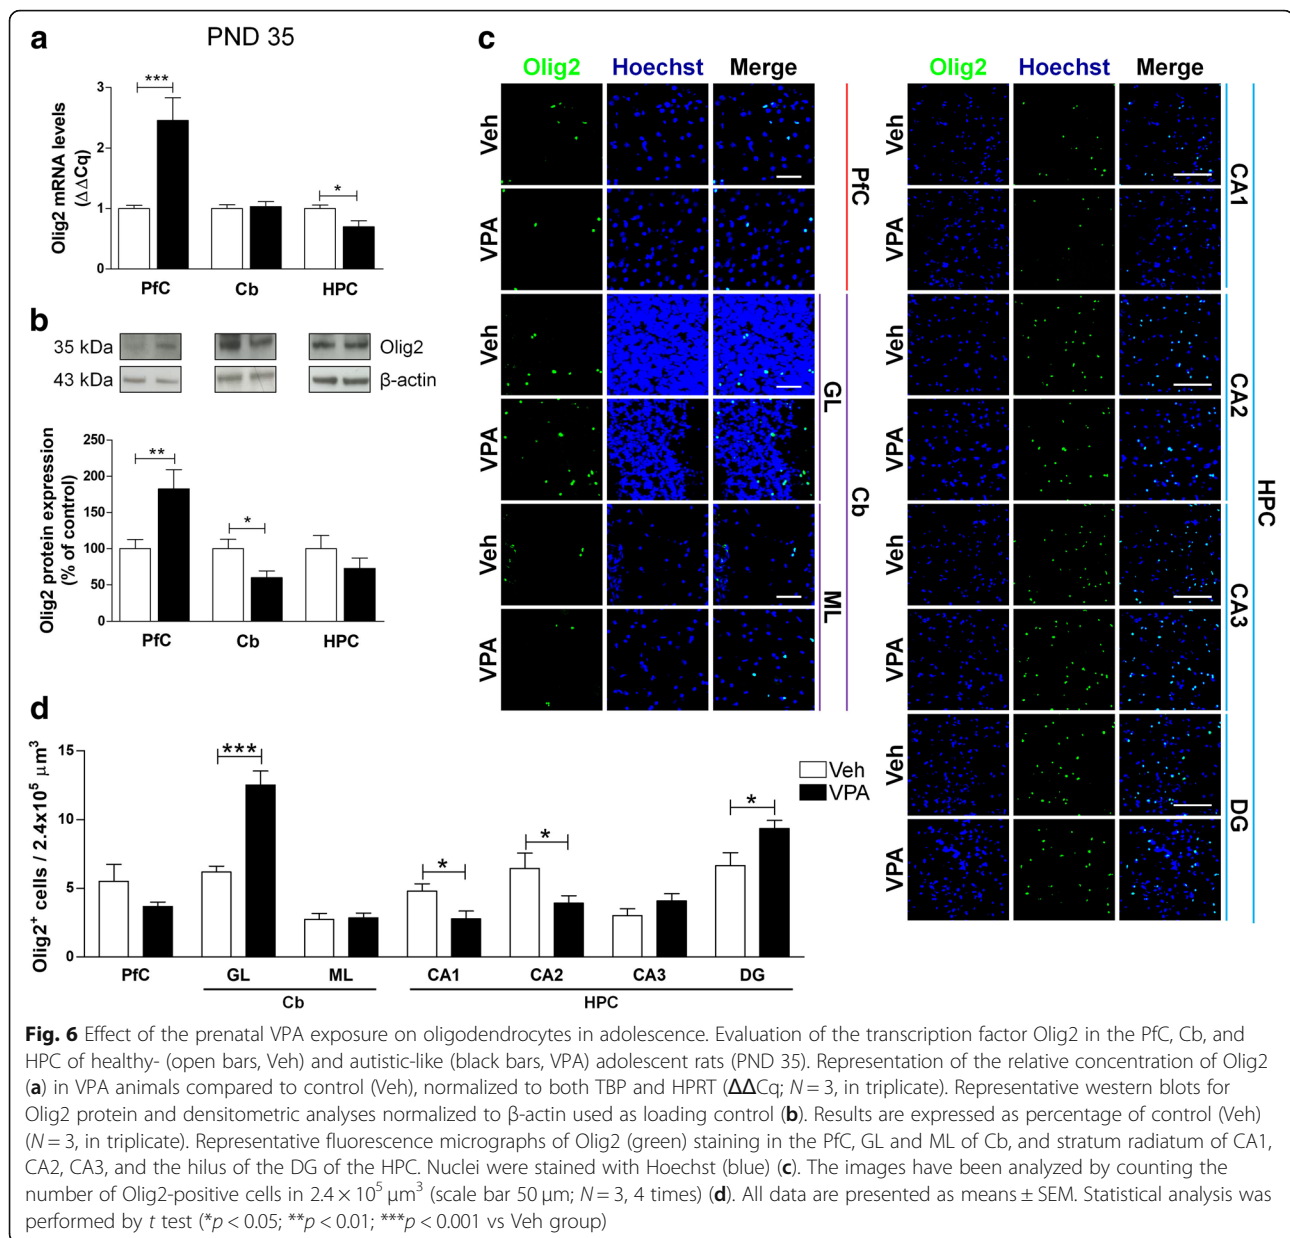 a
PND 35
Olig2 mRNA levels
(ΔΔCq)
3
2
1
0
***
*
PfC Cb HPC
b
35 kDa
Olig2
43 kDa
β-actin
Olig2 protein expression
(% of control)
250
200
150
100
50
0
**
*
PfC Cb HPC
c
Olig2 Hoechst Merge
Veh
VPA
PfC
Veh
VPA
GL
Veh
VPA
ML
Cb
Olig2 Hoechst Merge
Veh
VPA
CA1
Veh
VPA
CA2
Veh
VPA
CA3
Veh
VPA
DG
HPC
d
Olig2⁺ cells / 2.4x10⁵ µm³
15
10
5
0
***
*
*
*
Veh
VPA
PfC GL ML CA1 CA2 CA3 DG
Cb HPC
Fig. 6 Effect of the prenatal VPA exposure on oligodendrocytes in adolescence. Evaluation of the transcription factor Olig2 in the PfC, Cb, and
HPC of healthy- (open bars, Veh) and autistic-like (black bars, VPA) adolescent rats (PND 35). Representation of the relative concentration of Olig2
(a) in VPA animals compared to control (Veh), normalized to both TBP and HPRT (ΔΔCq; N = 3, in triplicate). Representative western blots for
Olig2 protein and densitometric analyses normalized to β-actin used as loading control (b). Results are expressed as percentage of control (Veh)
(N = 3, in triplicate). Representative fluorescence micrographs of Olig2 (green) staining in the PfC, GL and ML of Cb, and stratum radiatum of CA1,
CA2, CA3, and the hilus of the DG of the HPC. Nuclei were stained with Hoechst (blue) (c). The images have been analyzed by counting the
number of Olig2-positive cells in 2.4 × 10⁵ µm³ (scale bar 50 µm; N = 3, 4 times) (d). All data are presented as means ± SEM. Statistical analysis was
performed by t test (*p < 0.05; **p < 0.01; ***p < 0.001 vs Veh group)